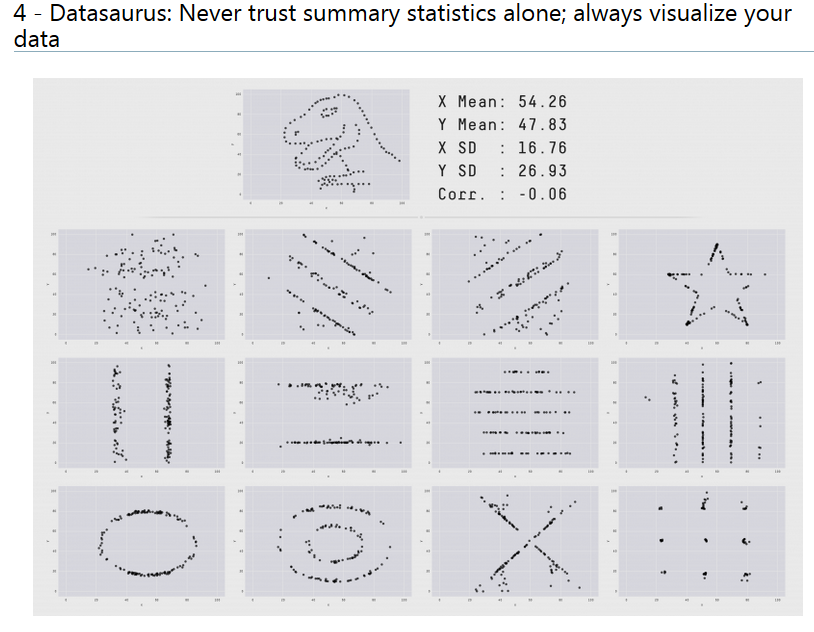 4 - Datasaurus: Never trust summary statistics alone; always visualize your
data
X Mean: 54.26
Y Mean: 47.83
X SD : 16.76
Y SD : 26.93
Corr. : -0.06